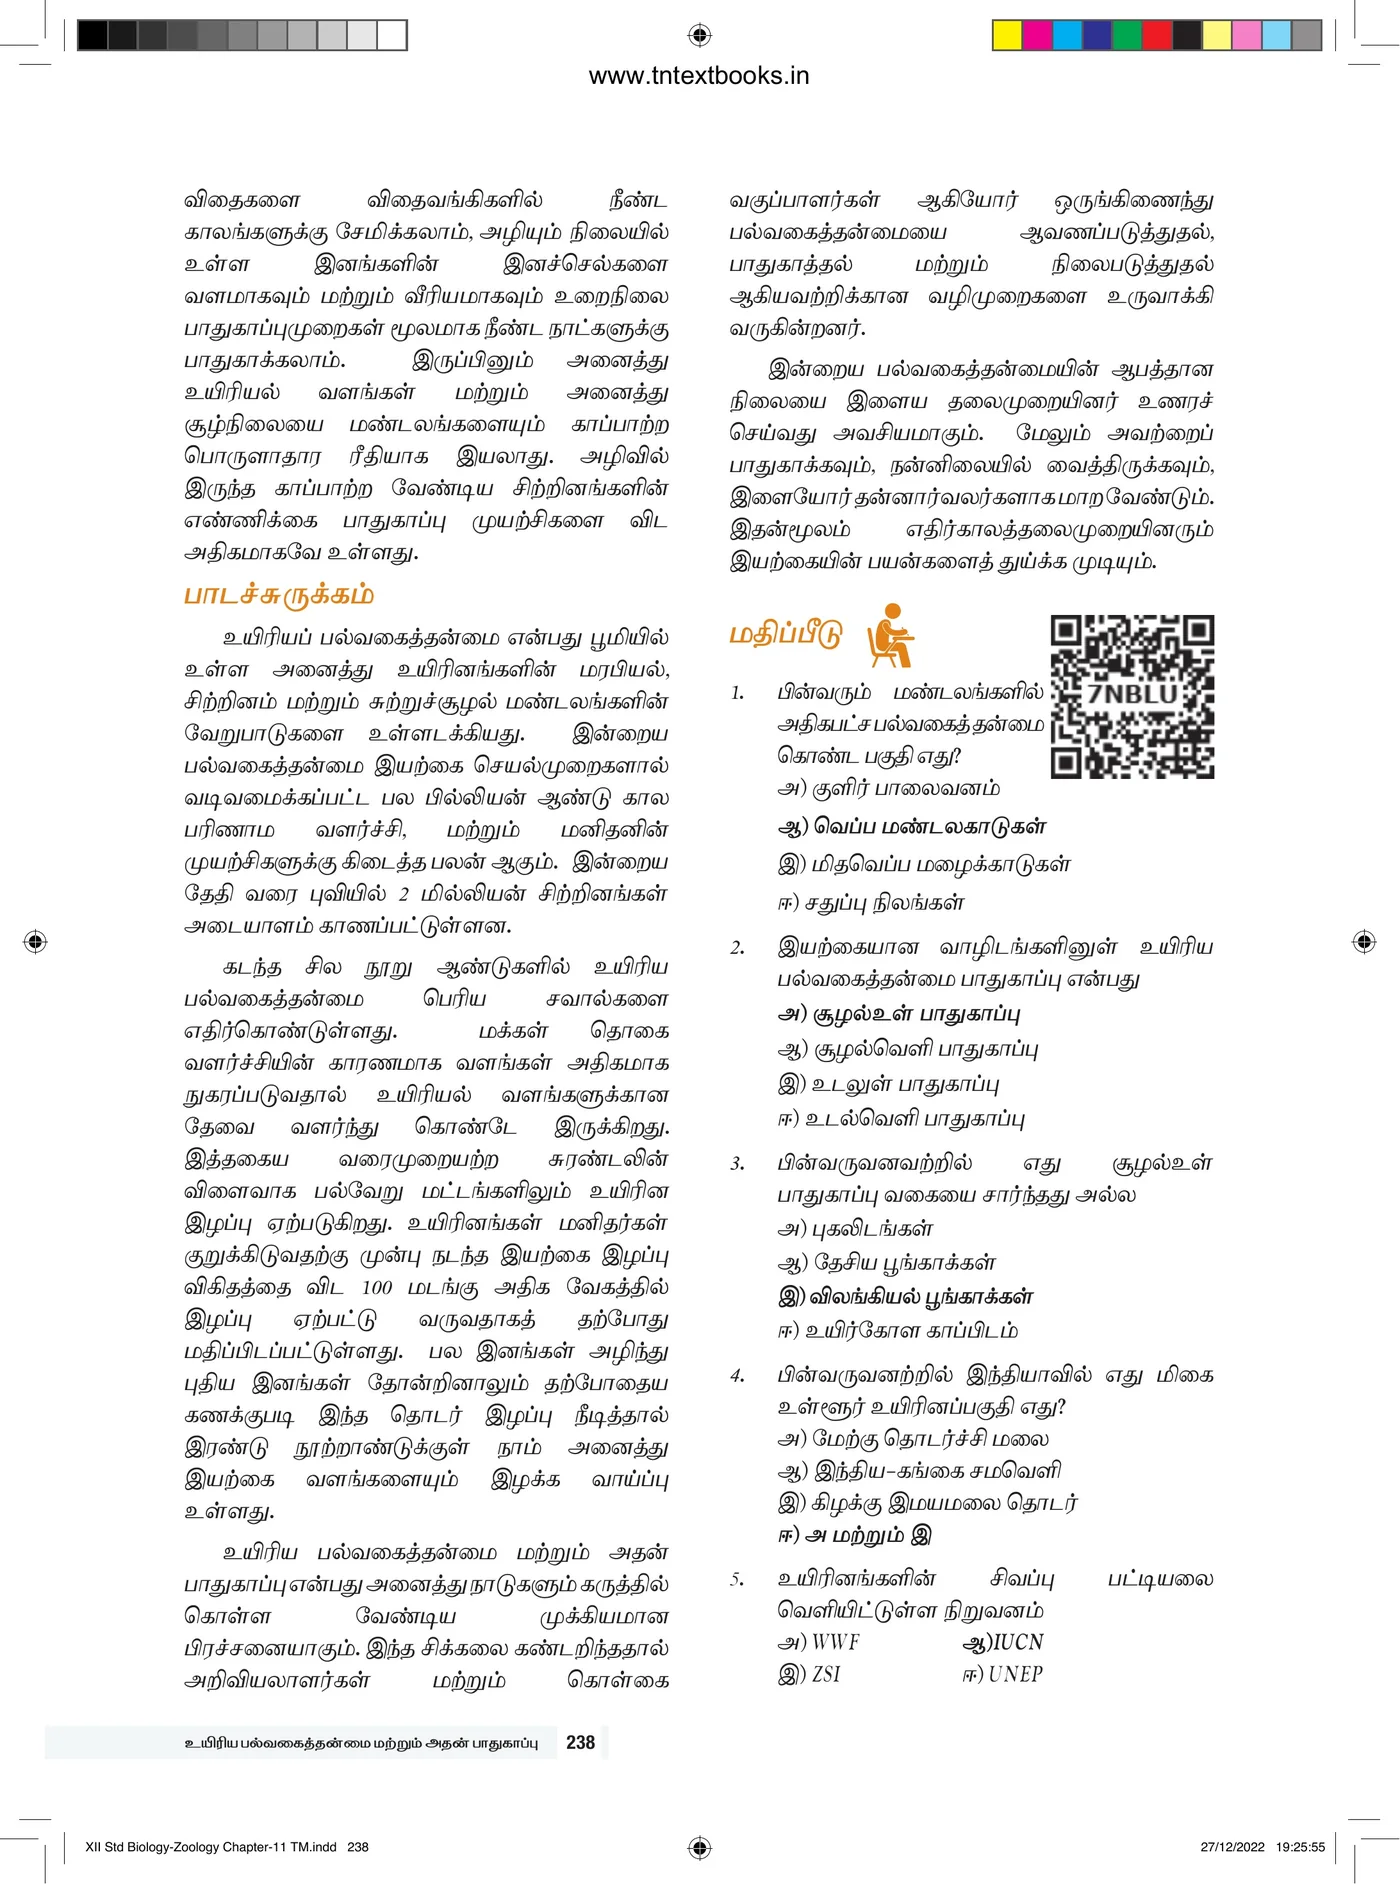 www.tntextbooks.in
விதைகளை விதைவங்கிகளில் நீண்ட
காலங்களுக்கு சேமிக்கலாம், அழியும் நிலையில்
உள்ள இனங்களின் இனச்செல்களை
வளமாகவும் மற்றும் வீரியமாகவும் உறைநிலை
பாதுகாப்புமுறைகள் மூலமாக நீண்ட நாட்களுக்கு
பாதுகாக்கலாம். இருப்பினும் அனைத்து
உயிரியல் வளங்கள் மற்றும் அனைத்து
சூழ்நிலையை மண்டலங்களையும் காப்பாற்ற
பொருளாதார ரீதியாக இயலாது. அழிவில்
இருந்த காப்பாற்ற வேண்டிய சிற்றினங்களின்
எண்ணிக்கை பாதுகாப்பு முயற்சிகளை விட
அதிகமாகவே உள்ளது.
பாடச்சுருக்கம்
உயிரியப் பல்வகைத்தன்மை என்பது பூமியில்
உள்ள அனைத்து உயிரினங்களின் மரபியல்,
சிற்றினம் மற்றும் சுற்றுச்சூழல் மண்டலங்களின்
வேறுபாடுகளை உள்ளடக்கியது. இன்றைய
பல்வகைத்தன்மை இயற்கை செயல்முறைகளால்
வடிவமைக்கப்பட்ட பல பில்லியன் ஆண்டு கால
பரிணாம வளர்ச்சி, மற்றும் மனிதனின்
முயற்சிகளுக்கு கிடைத்த பலன் ஆகும். இன்றைய
தேதி வரை புவியில் 2 மில்லியன் சிற்றினங்கள்
அடையாளம் காணப்பட்டுள்ளன.
கடந்த சில நூறு ஆண்டுகளில் உயிரிய
பல்வகைத்தன்மை பெரிய சவால்களை
எதிர்கொண்டுள்ளது. மக்கள் தொகை
வளர்ச்சியின் காரணமாக வளங்கள் அதிகமாக
நுகரப்படுவதால் உயிரியல் வளங்களுக்கான
தேவை வளர்ந்து கொண்டே இருக்கிறது.
இத்தகைய வரைமுறையற்ற சுரண்டலின்
விளைவாக பல்வேறு மட்டங்களிலும் உயிரின
இழப்பு ஏற்படுகிறது. உயிரினங்கள் மனிதர்கள்
குறுக்கிடுவதற்கு முன்பு நடந்த இயற்கை இழப்பு
விகிதத்தை விட 100 மடங்கு அதிக வேகத்தில்
இழப்பு ஏற்பட்டு வருவதாகத் தற்போது
மதிப்பிடப்பட்டுள்ளது. பல இனங்கள் அழிந்து
புதிய இனங்கள் தோன்றினாலும் தற்போதைய
கணக்குபடி இந்த தொடர் இழப்பு நீடித்தால்
இரண்டு நூற்றாண்டுக்குள் நாம் அனைத்து
இயற்கை வளங்களையும் இழக்க வாய்ப்பு
உள்ளது.
உயிரிய பல்வகைத்தன்மை மற்றும் அதன்
பாதுகாப்பு என்பது அனைத்து நாடுகளும் கருத்தில்
கொள்ள வேண்டிய முக்கியமான
பிரச்சனையாகும். இந்த சிக்கலை கண்டறிந்ததால்
அறிவியலாளர்கள் மற்றும் கொள்கை
வகுப்பாளர்கள் ஆகியோர் ஒருங்கிணைந்து
பல்வகைத்தன்மையை ஆவணப்படுத்துதல்,
பாதுகாத்தல் மற்றும் நிலைபடுத்துதல்
ஆகியவற்றிக்கான வழிமுறைகளை உருவாக்கி
வருகின்றனர்.
இன்றைய பல்வகைத்தன்மையின் ஆபத்தான
நிலையை இளைய தலைமுறையினர் உணரச்
செய்வது அவசியமாகும். மேலும் அவற்றைப்
பாதுகாக்கவும், நன்னிலையில் வைத்திருக்கவும்,
இளையோர் தன்னார்வலர்களாக மாற வேண்டும்.
இதன்மூலம் எதிர்காலத்தலைமுறையினரும்
இயற்கையின் பயன்களைத் துய்க்க முடியும்.
மதிப்பீடு
7NBLU
1. பின்வரும் மண்டலங்களில்
அதிகபட்ச பல்வகைத் தன்மை
கொண்ட பகுதி எது?
அ) குளிர் பாலைவனம்
ஆ) வெப்ப மண்டலகாடுகள்
இ) மிதவெப்ப மழைக்காடுகள்
ஈ) சதுப்பு நிலங்கள்
2. இயற்கையான வாழிடங்களினுள் உயிரிய
பல்வகைத்தன்மை பாதுகாப்பு என்பது
அ) சூழல்உள் பாதுகாப்பு
ஆ) சூழல்வெளி பாதுகாப்பு
இ) உடலுள் பாதுகாப்பு
ஈ) உடல்வெளி பாதுகாப்பு
3. பின்வருவனவற்றில் எது சூழல்உள்
பாதுகாப்பு வகையை சார்ந்தது அல்ல
அ) புகலிடங்கள்
ஆ) தேசிய பூங்காக்கள்
இ) விலங்கியல் பூங்காக்கள்
ஈ) உயிர்கோள காப்பிடம்
4. பின்வருவனற்றில் இந்தியாவில் எது மிகை
உள்ளூர் உயிரினப்பகுதி எது?
அ) மேற்கு தொடர்ச்சி மலை
ஆ) இந்திய-கங்கை சமவெளி
இ) கிழக்கு இமயமலை தொடர்
ஈ) அ மற்றும் இ
5. உயிரினங்களின் சிவப்பு பட்டியலை
வெளியிட்டுள்ள நிறுவனம்
அ) WWF ஆ)IUCN
இ) ZSI ஈ) UNEP
உயிரிய பல்வகைத்தன்மை மற்றும் அதன் பாதுகாப்பு 238
XII Std Biology-Zoology Chapter-11 TM.indd 238 27/12/2022 19:25:55